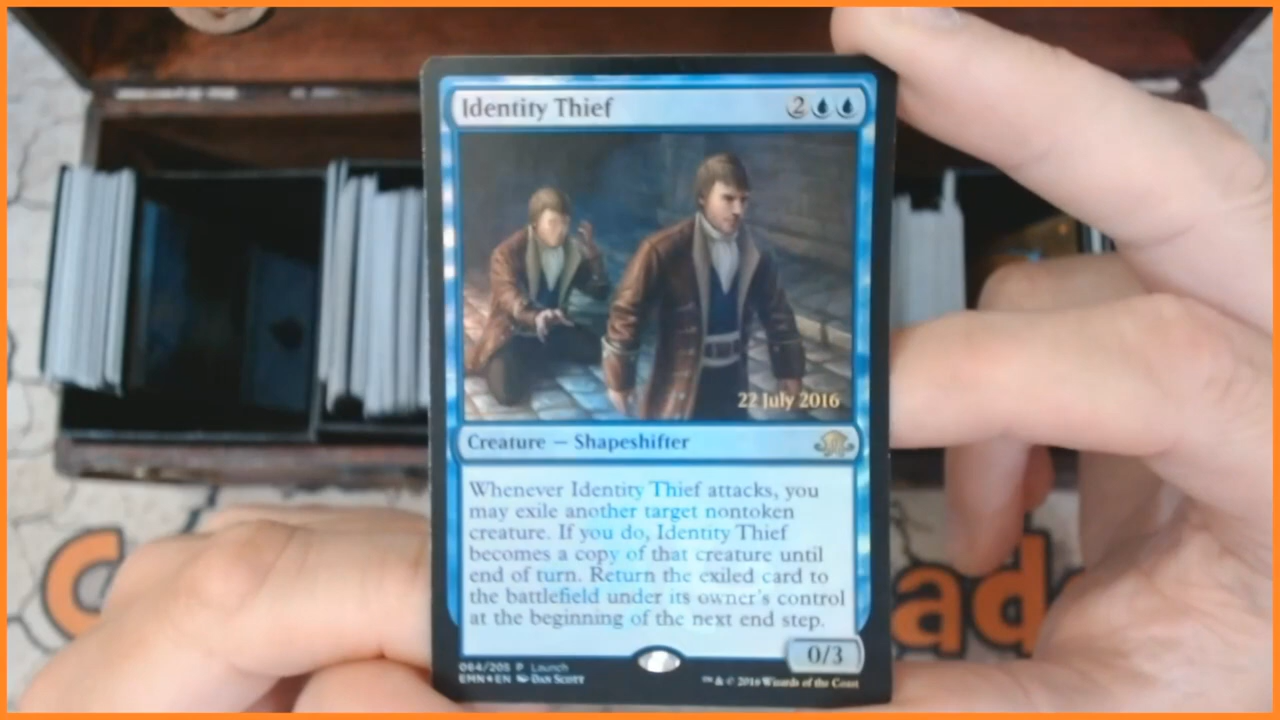 Identity Thief
2
22 July 2016
Creature — Shapeshifter
Whenever Identity Thief attacks, you
may exile another target nontoken
creature. If you do, Identity Thief
becomes a copy of that creature until
end of turn. Return the exiled card to
the battlefield under its owner's control
at the beginning of the next end step.
0/3
064/205 P Launch
EMN★EN Dan Scott
™ & © 2016 Wizards of the Coast